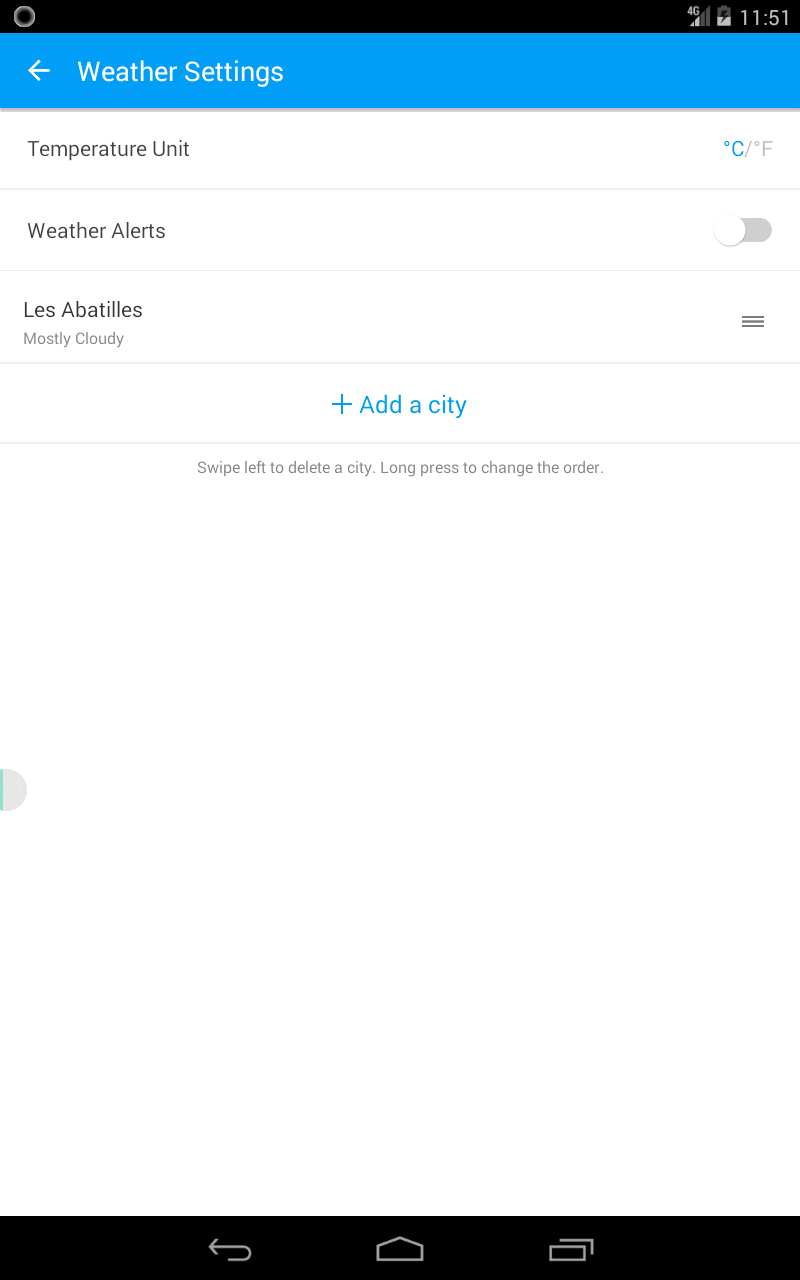 4G 11:51
Weather Settings
Temperature Unit °C/°F
Weather Alerts
Les Abatilles
Mostly Cloudy
Add a city
Swipe left to delete a city. Long press to change the order.